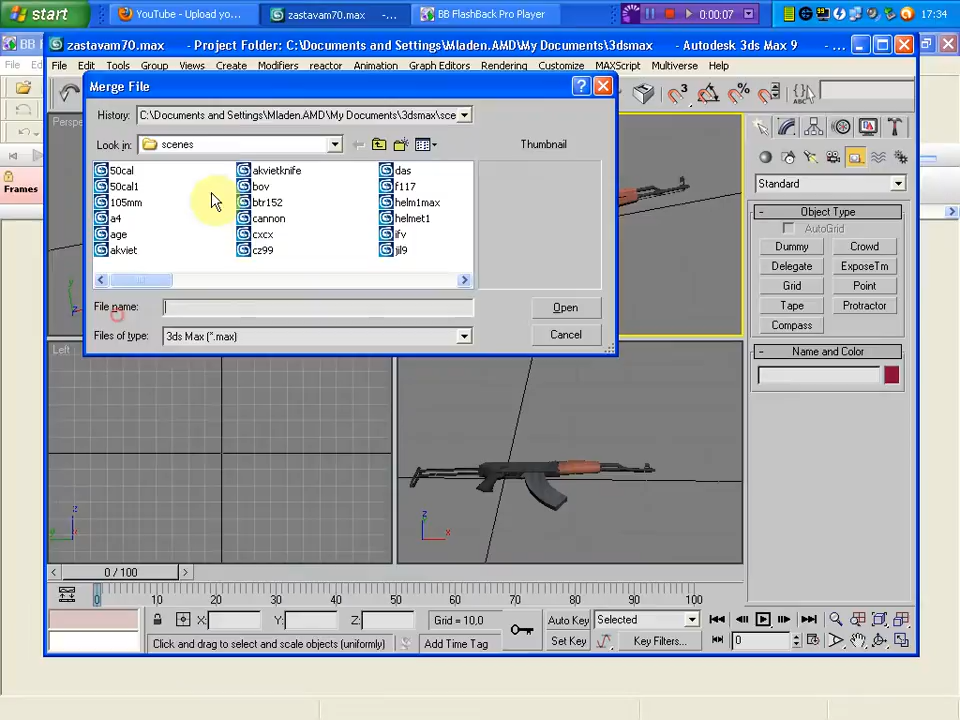 start
YouTube - Upload yo...
zastavam70.max - ...
BB FlashBack Pro Player
0:00:07
17:34
BB
zastavam70.max - Project Folder: C:\Documents and Settings\Mladen.AMD\My Documents\3dsmax - Autodesk 3ds Max 9 - ...
File
File Edit Tools Group Views Create Modifiers reactor Animation Graph Editors Rendering Customize MAXScript Multiverse Help
Merge File
History: C:\Documents and Settings\Mladen.AMD\My Documents\3dsmax\sce
Look in: scenes
Thumbnail
50cal akvietknife das
50cal1 bov f117
105mm btr152 helm1max
a4 cannon helmet1
age cxcx ifv
akviet cz99 jil9
File name: Open
Files of type: 3ds Max (*.max) Cancel
Frames
Standard
Object Type
AutoGrid
Dummy Crowd
Delegate ExposeTm
Grid Point
Tape Protractor
Compass
Name and Color
Left
z
x
z
y
0 / 100
0 10 20 30 40 50 60 70 80 90 100
X: Y: Z: Grid = 10,0 Auto Key Selected
Click and drag to scale objects (uniformly) Add Time Tag Set Key Key Filters... 0